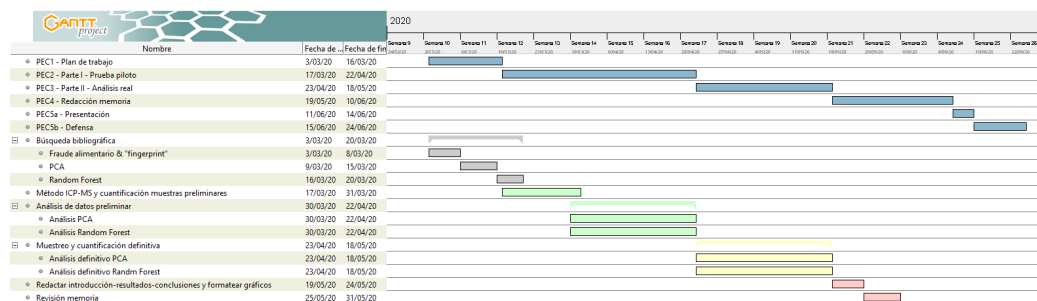 GANTT
project
2020
Nombre Fecha de ... Fecha de fin
Semana 9 Semana 10 Semana 11 Semana 12 Semana 13 Semana 14 Semana 15 Semana 16 Semana 17 Semana 18 Semana 19 Semana 20 Semana 21 Semana 22 Semana 23 Semana 24 Semana 25 Semana 26
PEC1 - Plan de trabajo 3/03/20 16/03/20
PEC2 - Parte I - Prueba piloto 17/03/20 22/04/20
PEC3 - Parte II - Análisis real 23/04/20 18/05/20
PEC4 - Redacción memoria 19/05/20 10/06/20
PEC5a - Presentación 11/06/20 14/06/20
PEC5b - Defensa 15/06/20 24/06/20
Búsqueda bibliográfica 3/03/20 20/03/20
Fraude alimentario & "fingerprint" 3/03/20 8/03/20
PCA 9/03/20 15/03/20
Random Forest 16/03/20 20/03/20
Método ICP-MS y cuantificación muestras preliminares 17/03/20 31/03/20
Análisis de datos preliminar 30/03/20 22/04/20
Análisis PCA 30/03/20 22/04/20
Análisis Random Forest 30/03/20 22/04/20
Muestreo y cuantificación definitiva 23/04/20 18/05/20
Análisis definitivo PCA 23/04/20 18/05/20
Análisis definitivo Randm Forest 23/04/20 18/05/20
Redactar introducción-resultados-conclusiones y formatear gráficos 19/05/20 24/05/20
Revisión memoria 25/05/20 31/05/20